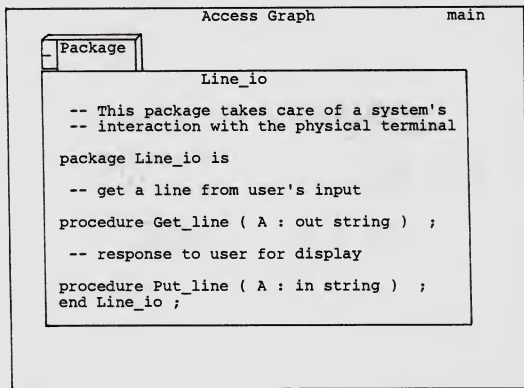 Access Graph main
Package
Line_io
-- This package takes care of a system's
-- interaction with the physical terminal
package Line_io is
-- get a line from user's input
procedure Get_line ( A : out string ) ;
-- response to user for display
procedure Put_line ( A : in string ) ;
end Line_io ;